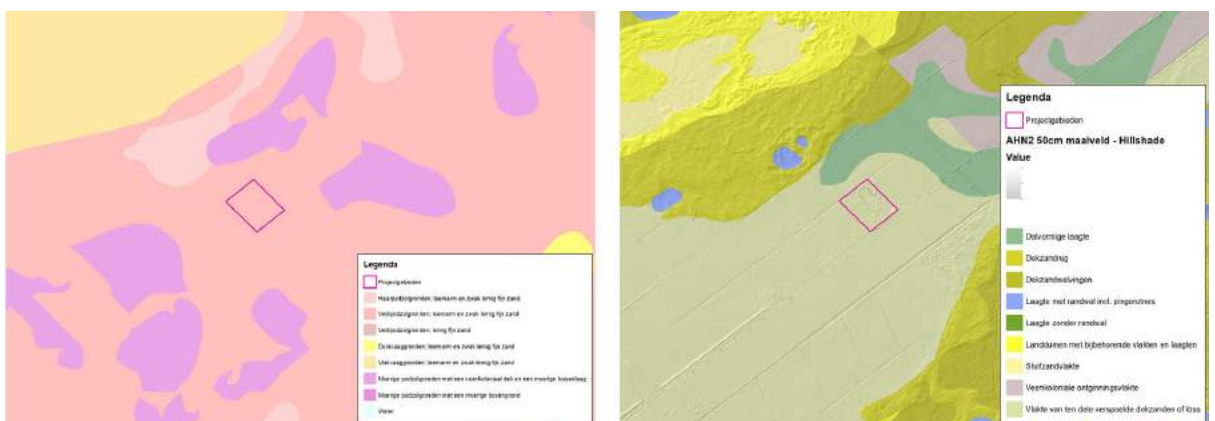 Legenda
Projectgebieden
Haarpodzolgronden; leemarm en zwak lemig fijn zand
Veldpodzolgronden; leemarm en zwak lemig fijn zand
Veldpodzolgronden; lemig fijn zand
Duinvaaggronden; leemarm en zwak lemig fijn zand
Vlakvaaggronden; leemarm en zwak lemig fijn zand
Moerige podzolgronden met een veenkoloniaal dek en een moerige tussenlaag
Moerige podzolgronden met een moerige bovengrond
Water
Legenda
Projectgebieden
AHN2 50cm maaiveld - Hillshade
Value
Dalvormige laagte
Dekzandrug
Dekzandwelvingen
Laagte met randwal incl. pingoruïnes
Laagte zonder randwal
Landduinen met bijbehorende vlakten en laagten
Stuifzandvlakte
Veenkoloniale ontginningsvlakte
Vlakte van ten dele verspoelde dekzanden of löss